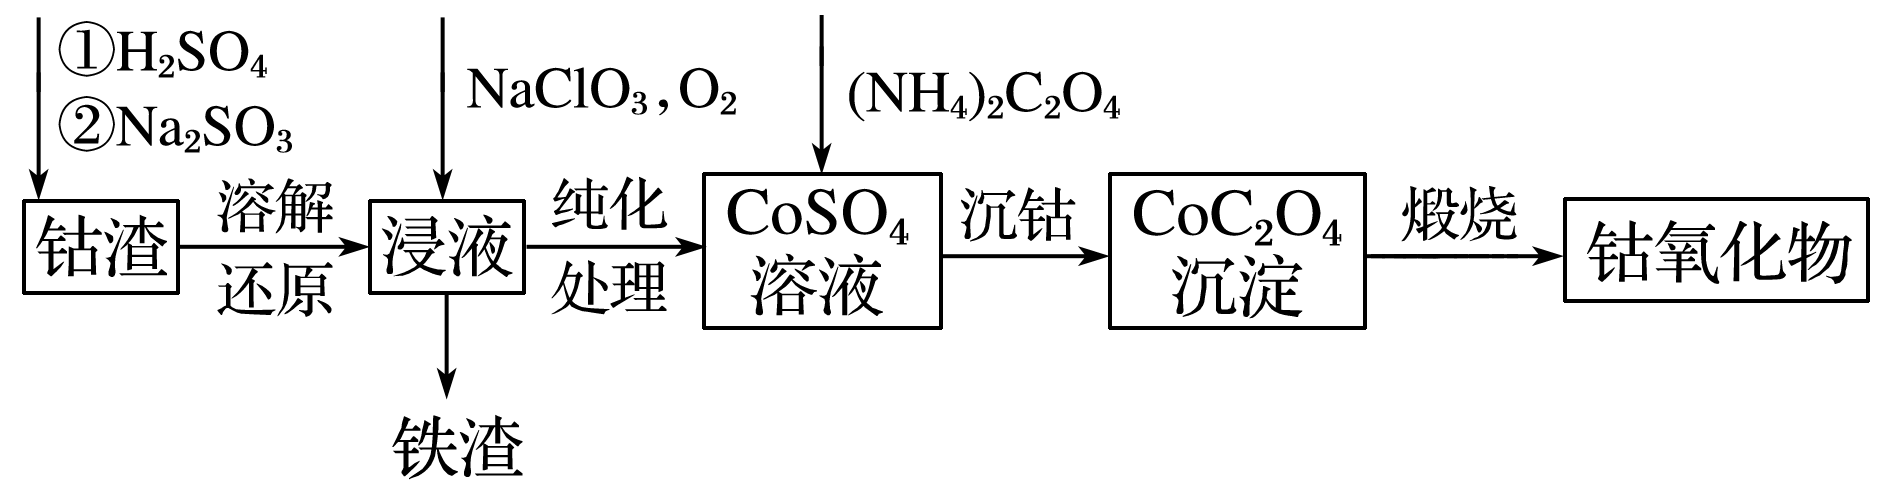 ①H₂SO₄
②Na₂SO₃
NaClO₃,O₂
(NH₄)₂C₂O₄
钴渣
溶解
还原
浸液
纯化
处理
CoSO₄
溶液
沉钴
CoC₂O₄
沉淀
煅烧
钴氧化物
铁渣